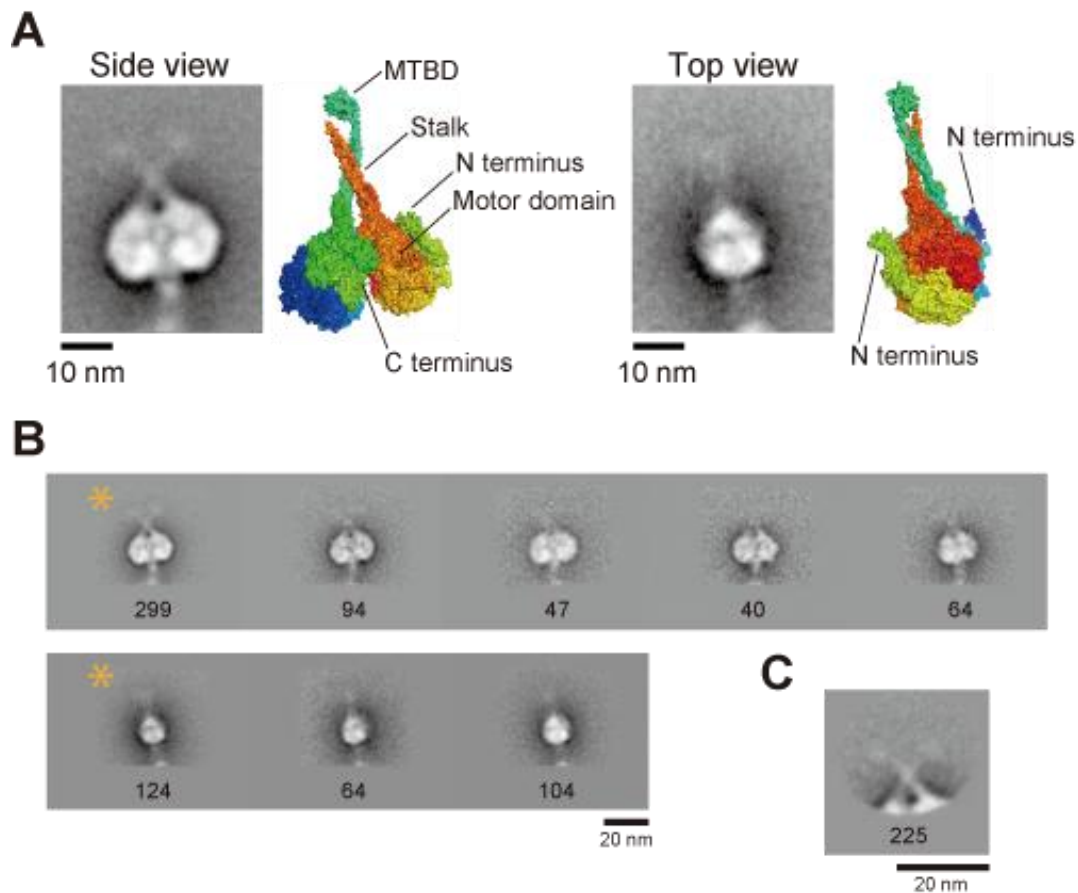 A
Side view
MTBD
Stalk
N terminus
Motor domain
C terminus
10 nm
Top view
N terminus
N terminus
10 nm
B
*
299
94
47
40
64
*
124
64
104
20 nm
C
225
20 nm